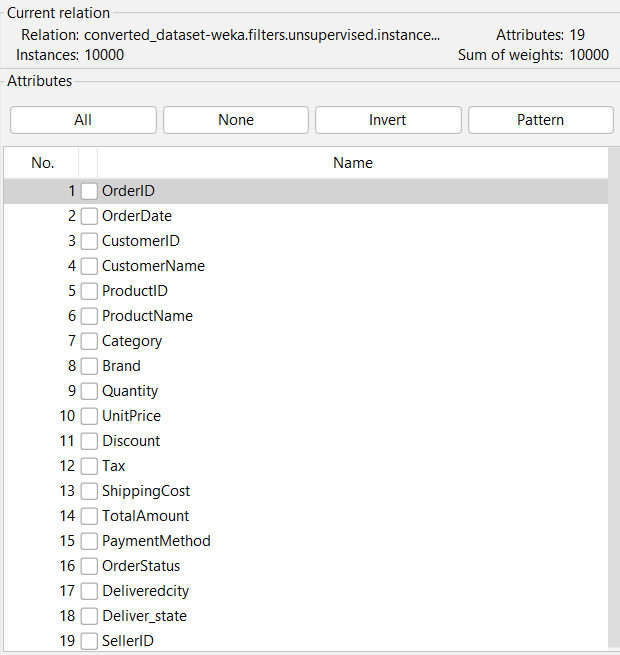 Current relation
Relation: converted_dataset-weka.filters.unsupervised.instance... Attributes: 19
Instances: 10000 Sum of weights: 10000
Attributes
All None Invert Pattern
No. Name
1 OrderID
2 OrderDate
3 CustomerID
4 CustomerName
5 ProductID
6 ProductName
7 Category
8 Brand
9 Quantity
10 UnitPrice
11 Discount
12 Tax
13 ShippingCost
14 TotalAmount
15 PaymentMethod
16 OrderStatus
17 Deliveredcity
18 Deliver_state
19 SellerID